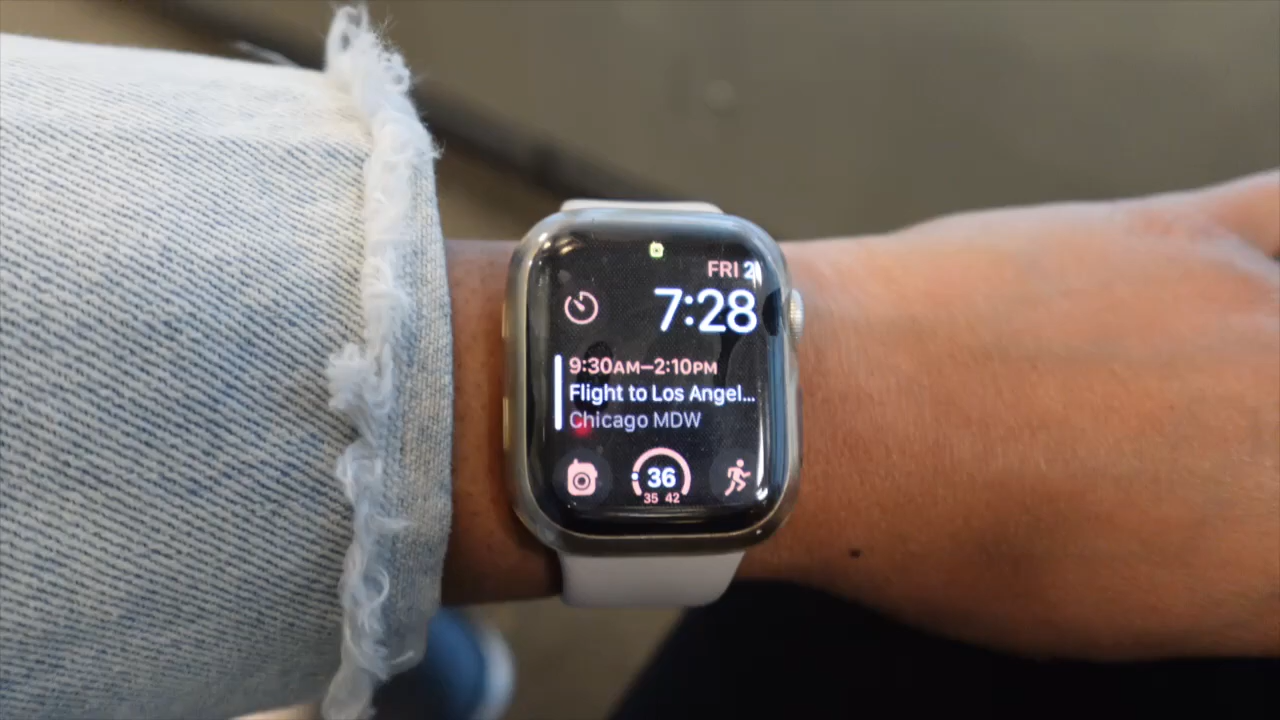 FRI 2
7:28
9:30AM–2:10PM
Flight to Los Angel...
Chicago MDW
36
35 42